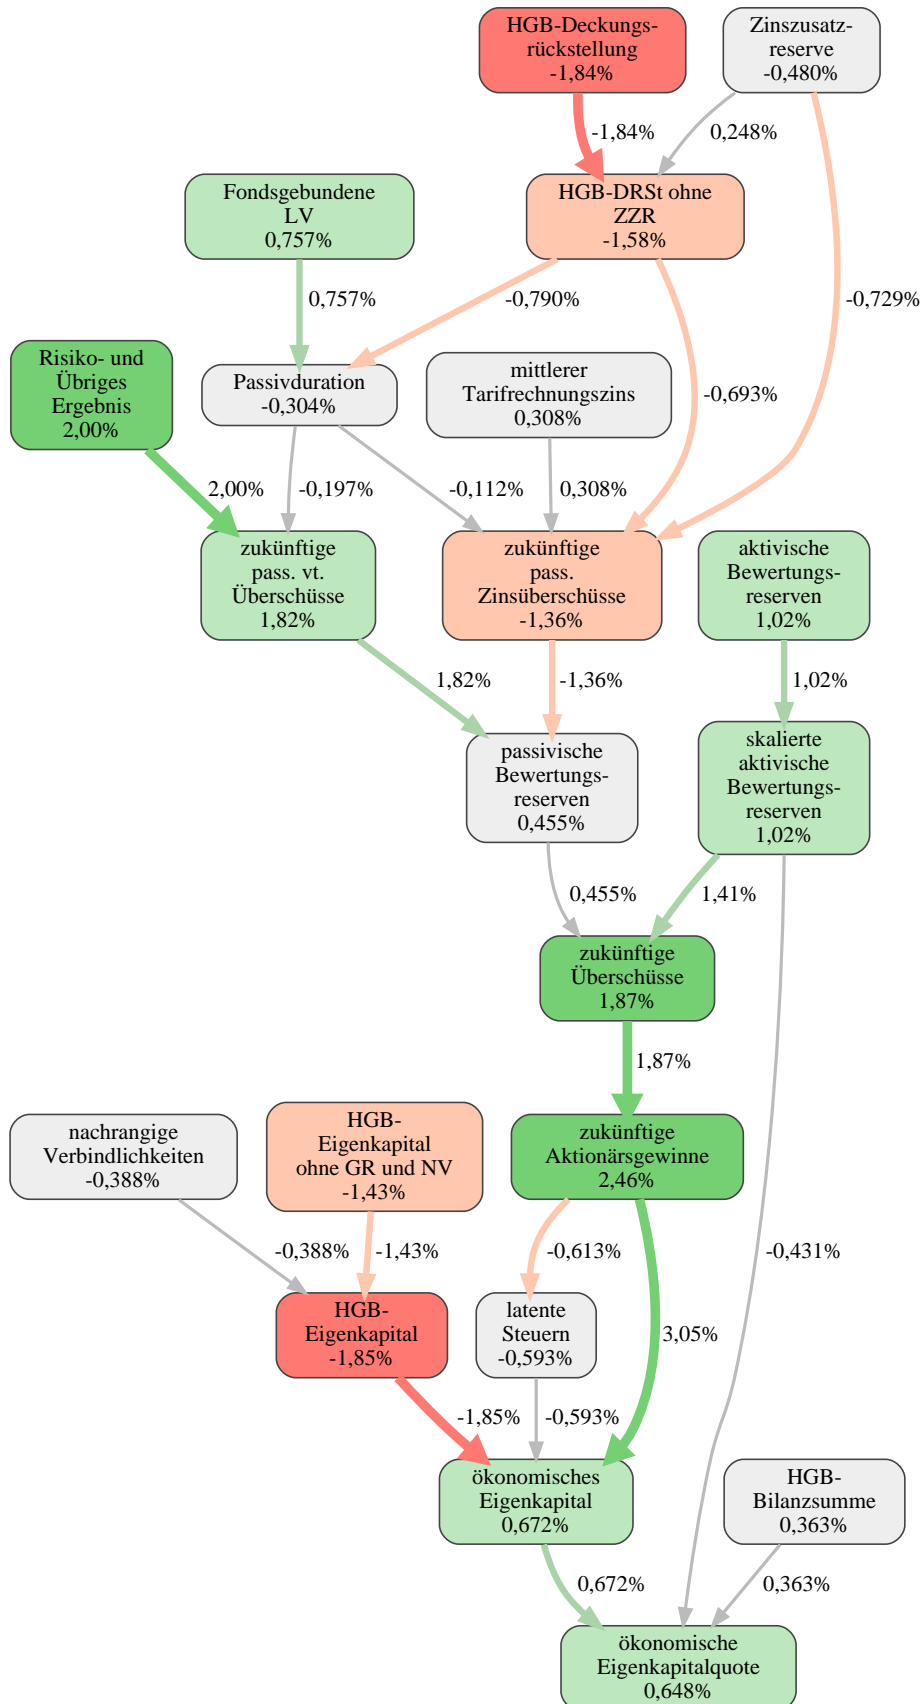 HGB-Deckungs-
rückstellung
-1,84%
Zinszusatz-
reserve
-0,480%
-1,84%
0,248%
Fondsgebundene
LV
0,757%
HGB-DRSt ohne
ZZR
-1,58%
0,757%
-0,790%
-0,729%
Risiko- und
Übriges
Ergebnis
2,00%
Passivduration
-0,304%
mittlerer
Tarifrechnungszins
0,308%
-0,693%
2,00%
-0,197%
-0,112%
0,308%
zukünftige
pass. vt.
Überschüsse
1,82%
zukünftige
pass.
Zinsüberschüsse
-1,36%
aktivische
Bewertungs-
reserven
1,02%
1,82%
-1,36%
1,02%
passivische
Bewertungs-
reserven
0,455%
skalierte
aktivische
Bewertungs-
reserven
1,02%
0,455%
1,41%
zukünftige
Überschüsse
1,87%
1,87%
nachrangige
Verbindlichkeiten
-0,388%
HGB-
Eigenkapital
ohne GR und NV
-1,43%
zukünftige
Aktionärsgewinne
2,46%
-0,388%
-1,43%
-0,613%
-0,431%
HGB-
Eigenkapital
-1,85%
latente
Steuern
-0,593%
3,05%
-1,85%
-0,593%
ökonomisches
Eigenkapital
0,672%
HGB-
Bilanzsumme
0,363%
0,672%
0,363%
ökonomische
Eigenkapitalquote
0,648%